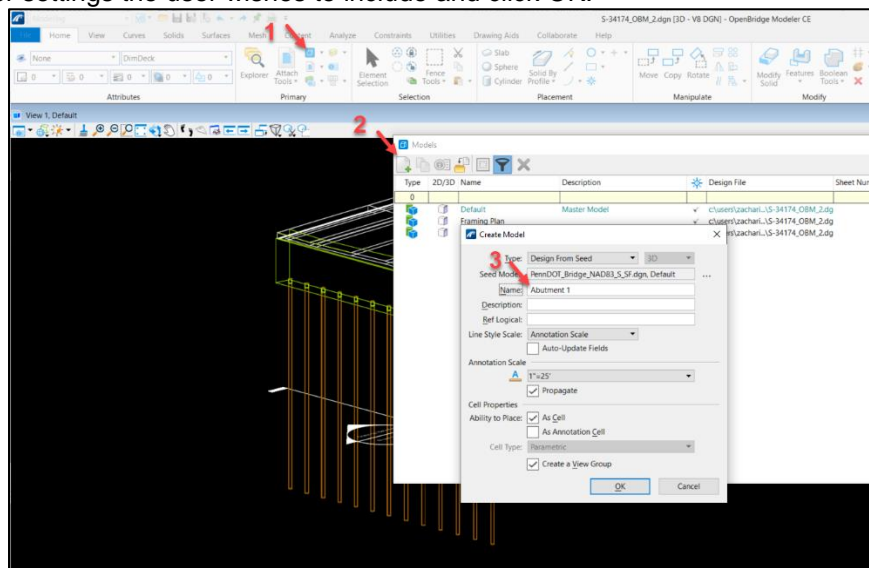 r settings the user wishes to include and click OK.
S-34174_OBM_2.dgn [3D - V8 DGN] - OpenBridge Modeler CE
Home View Curves Solids Surfaces Mesh Content Analyze Constraints Utilities Drawing Aids Collaborate Help
1
None DimDeck
0 0 0 0 0
Explorer Attach Tools Element Selection Fence Tools Slab Sphere Cylinder Solid By Profile Move Copy Rotate Modify Solid Features Boolean Tools
Attributes Primary Selection Placement Manipulate Modify
View 1, Default
2
Models
Type 2D/3D Name Description Design File Sheet Num
0
Default Master Model c:\users\zachari...\S-34174_OBM_2.dg
Framing Plan c:\users\zachari...\S-34174_OBM_2.dg
Create Model
3
Type: Design From Seed 3D
Seed Model: PennDOT_Bridge_NAD83_S_SF.dgn, Default ...
Name: Abutment 1
Description:
Ref Logical:
Line Style Scale: Annotation Scale
Auto-Update Fields
Annotation Scale
1"=25'
Propagate
Cell Properties
Ability to Place: As Cell
As Annotation Cell
Cell Type: Parametric
Create a View Group
OK Cancel